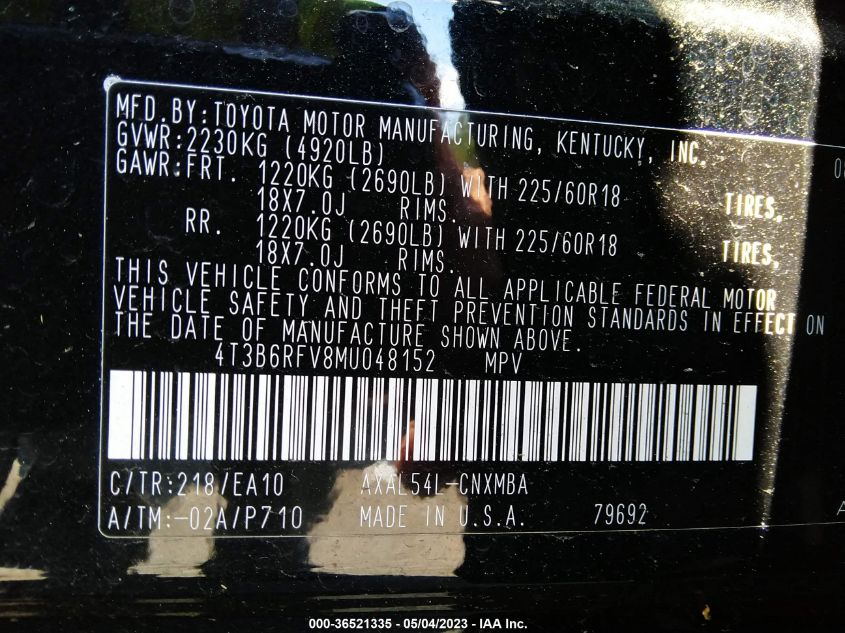 MFD.BY:TOYOTA MOTOR MANUFACTURING, KENTUCKY, INC.
GVWR:2230KG (4920LB)
GAWR:FRT. 1220KG (2690LB) WITH 225/60R18 TIRES,
18X7.0J RIMS.
RR. 1220KG (2690LB) WITH 225/60R18 TIRES,
18X7.0J RIMS.
THIS VEHICLE CONFORMS TO ALL APPLICABLE FEDERAL MOTOR
VEHICLE SAFETY AND THEFT PREVENTION STANDARDS IN EFFECT ON
THE DATE OF MANUFACTURE SHOWN ABOVE.
4T3B6RFV8MU048152 MPV
C/TR:218/EA10 AXAL54L-CNXMBA
A/TM:-02A/P710 MADE IN U.S.A. 79692
000-36521335 - 05/04/2023 - IAA Inc.